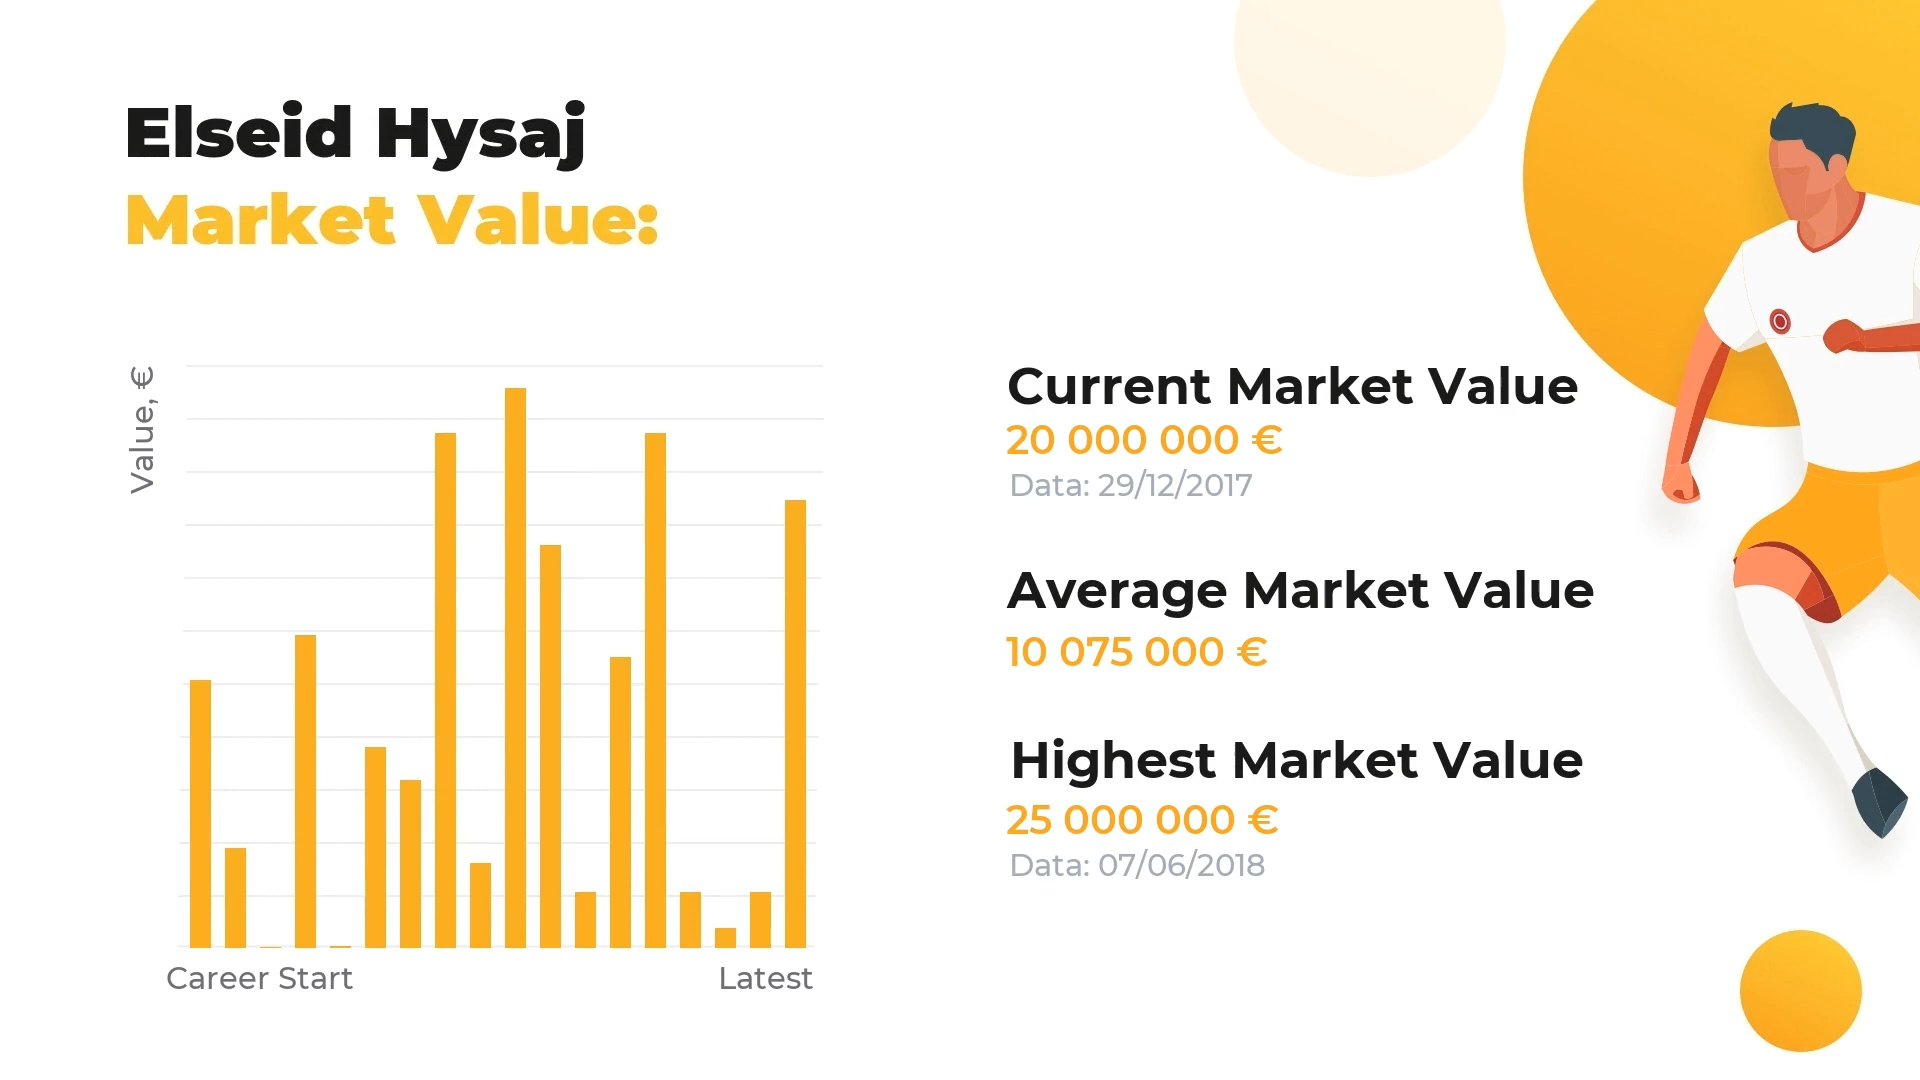 Elseid Hysaj
Market Value:
Value, €
Career Start
Latest
Current Market Value
20 000 000 €
Data: 29/12/2017
Average Market Value
10 075 000 €
Highest Market Value
25 000 000 €
Data: 07/06/2018